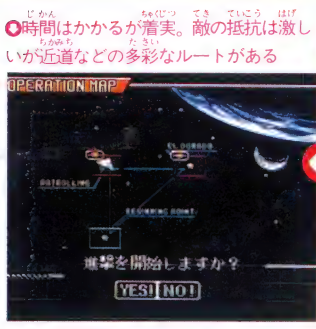 時間はかかるが着実。敵の抵抗は激し
いが近道などの多彩なルートがある
OPERATION MAP
EL DORADO
PATROLLING
BEGINNING POINT
進撃を開始しますか?
YES! NO!